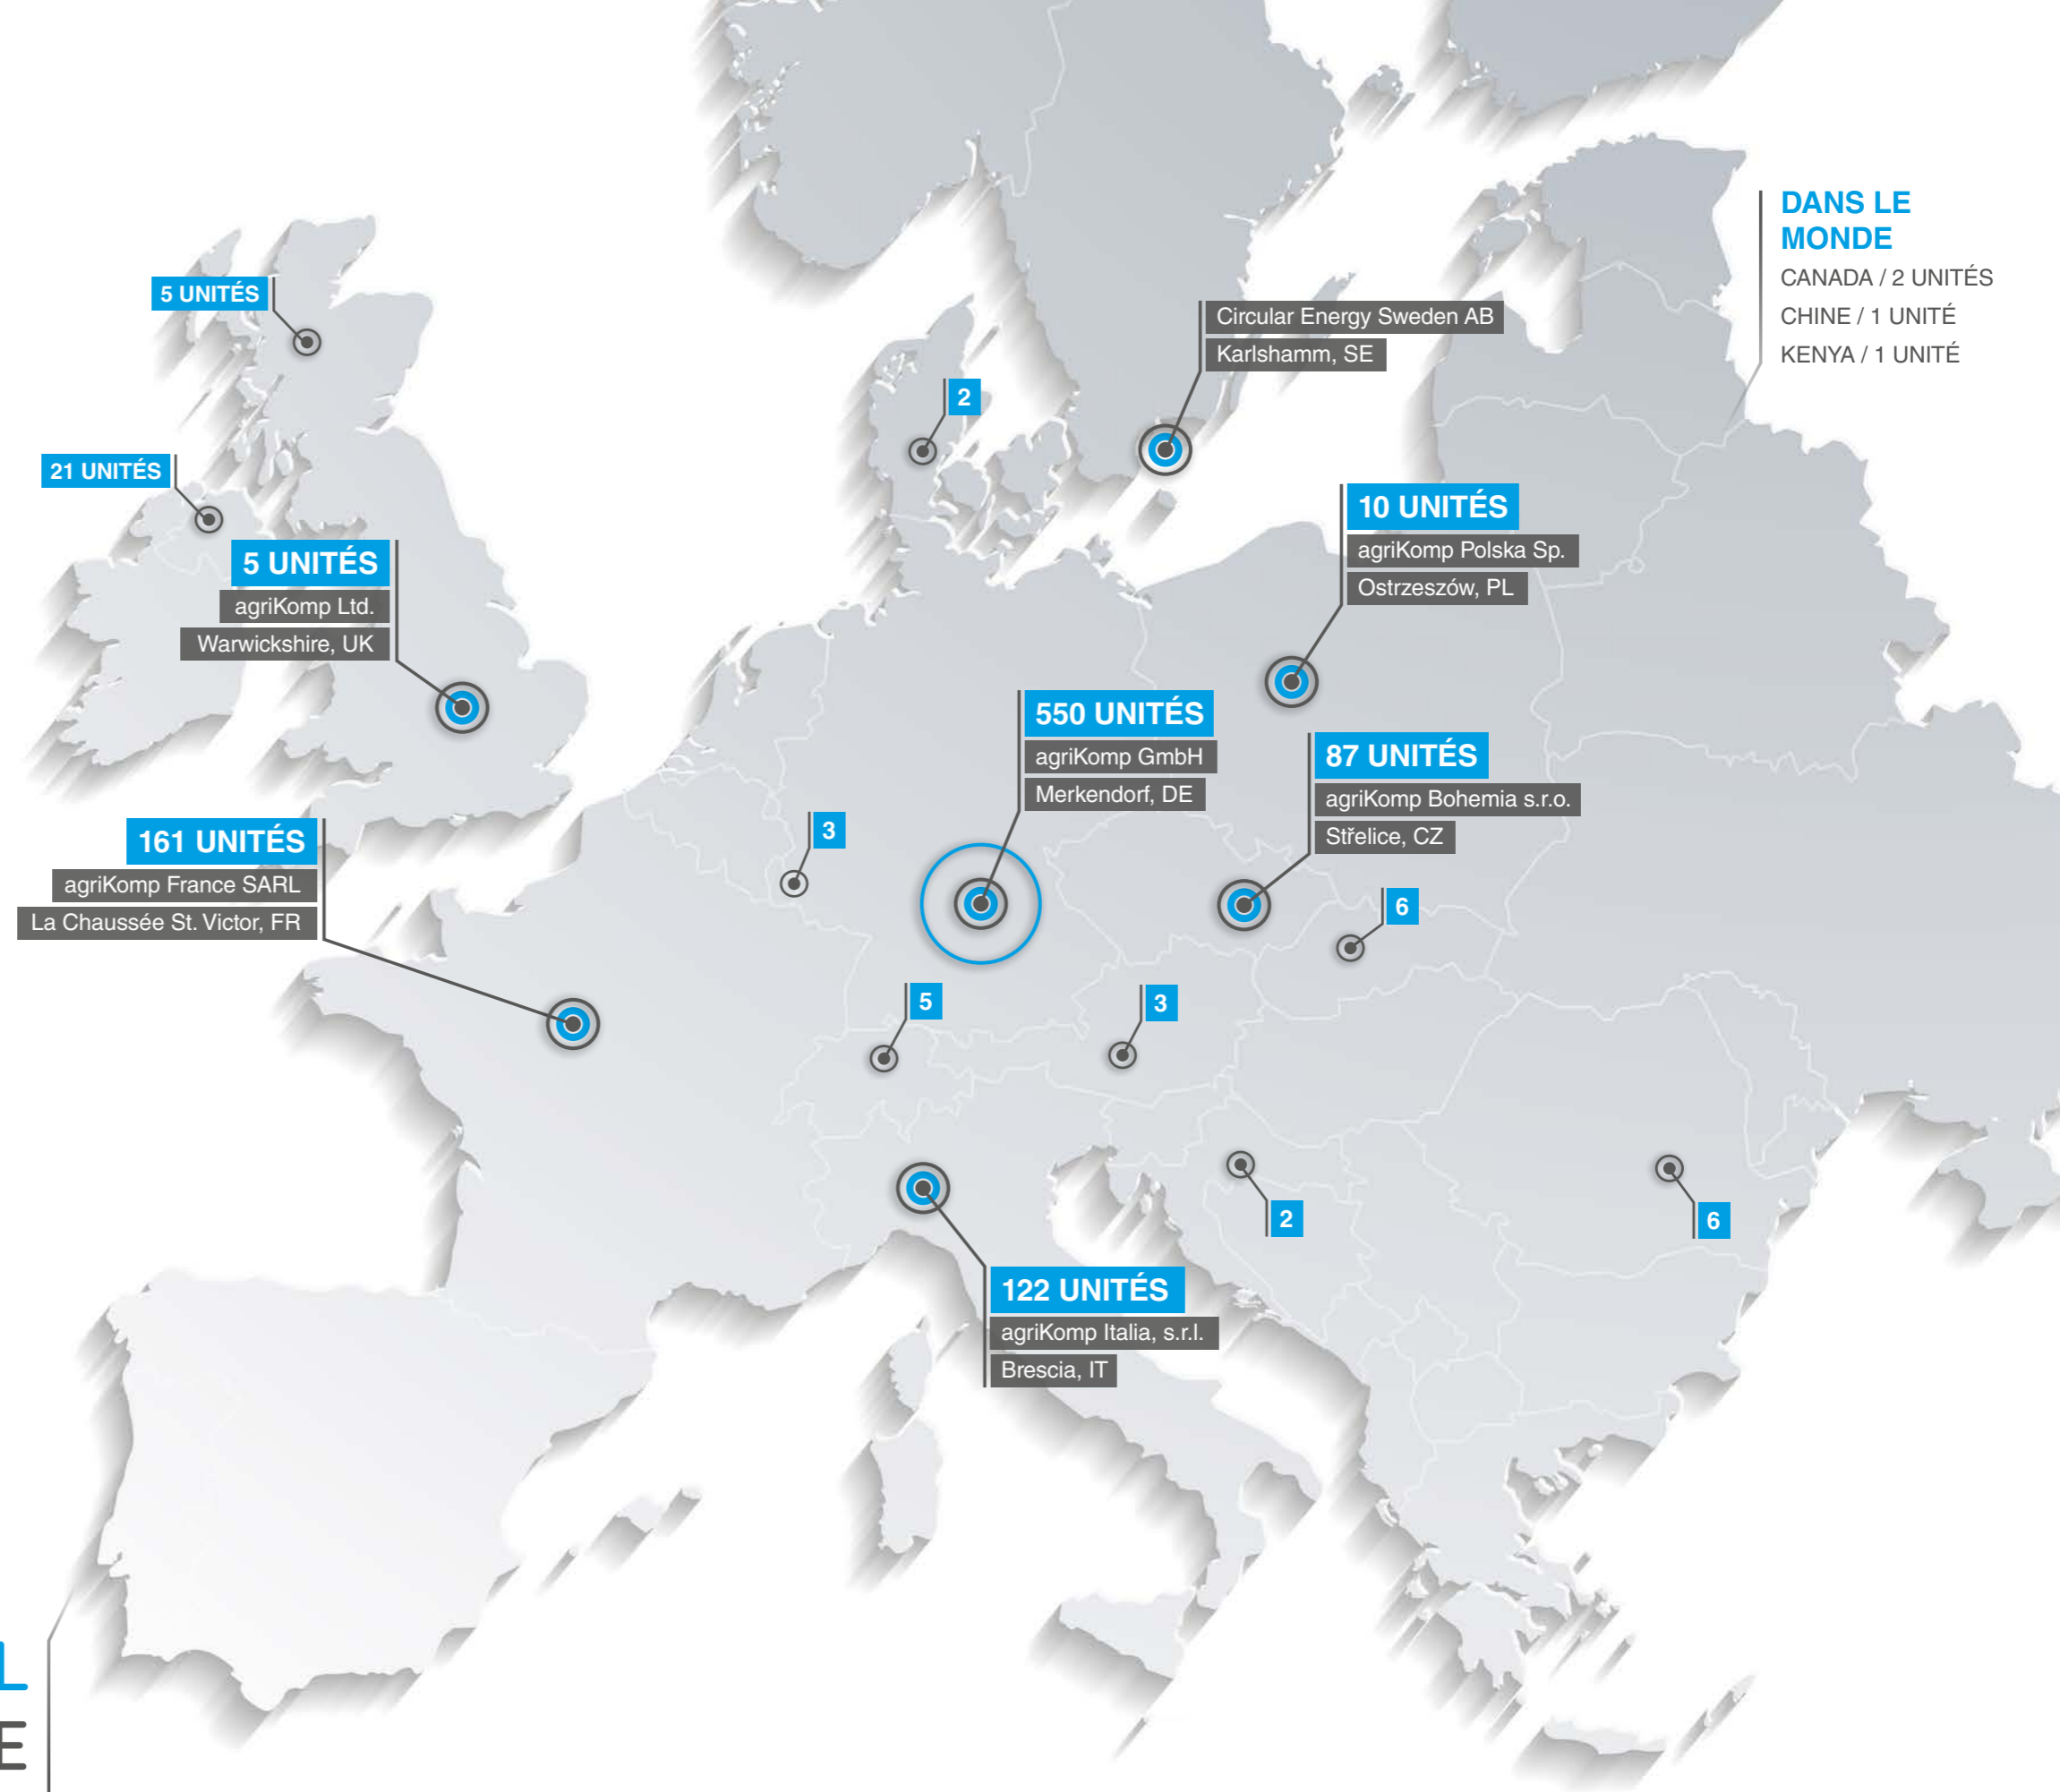 DANS LE
MONDE
CANADA / 2 UNITÉS
CHINE / 1 UNITÉ
KENYA / 1 UNITÉ
5 UNITÉS
Circular Energy Sweden AB
Karlshamm, SE
2
21 UNITÉS
10 UNITÉS
agriKomp Polska Sp.
Ostrzeszów, PL
5 UNITÉS
agriKomp Ltd.
Warwickshire, UK
550 UNITÉS
agriKomp GmbH
Merkendorf, DE
87 UNITÉS
agriKomp Bohemia s.r.o.
Střelice, CZ
161 UNITÉS
agriKomp France SARL
La Chaussée St. Victor, FR
3
6
5
3
2
6
122 UNITÉS
agriKomp Italia, s.r.l.
Brescia, IT
L
E